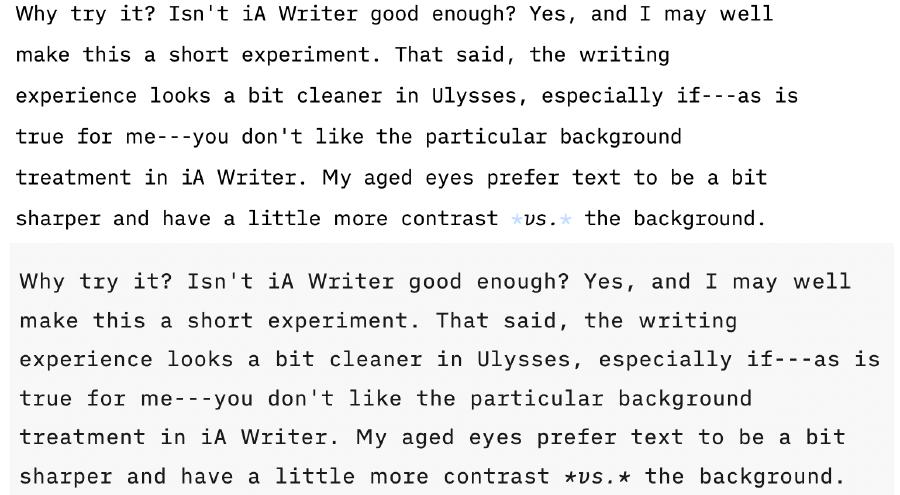 Why try it? Isn't iA Writer good enough? Yes, and I may well
make this a short experiment. That said, the writing
experience looks a bit cleaner in Ulysses, especially if---as is
true for me---you don't like the particular background
treatment in iA Writer. My aged eyes prefer text to be a bit
sharper and have a little more contrast *vs.* the background.
Why try it? Isn't iA Writer good enough? Yes, and I may well
make this a short experiment. That said, the writing
experience looks a bit cleaner in Ulysses, especially if---as is
true for me---you don't like the particular background
treatment in iA Writer. My aged eyes prefer text to be a bit
sharper and have a little more contrast *vs.* the background.